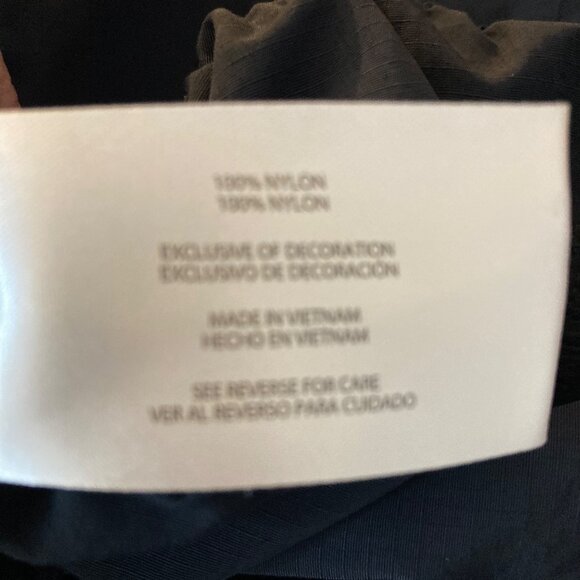 100% NYLON
100% NYLON
EXCLUSIVE OF DECORATION
EXCLUSIVO DE DECORACIÓN
MADE IN VIETNAM
HECHO EN VIETNAM
SEE REVERSE FOR CARE
VER AL REVERSO PARA CUIDADO